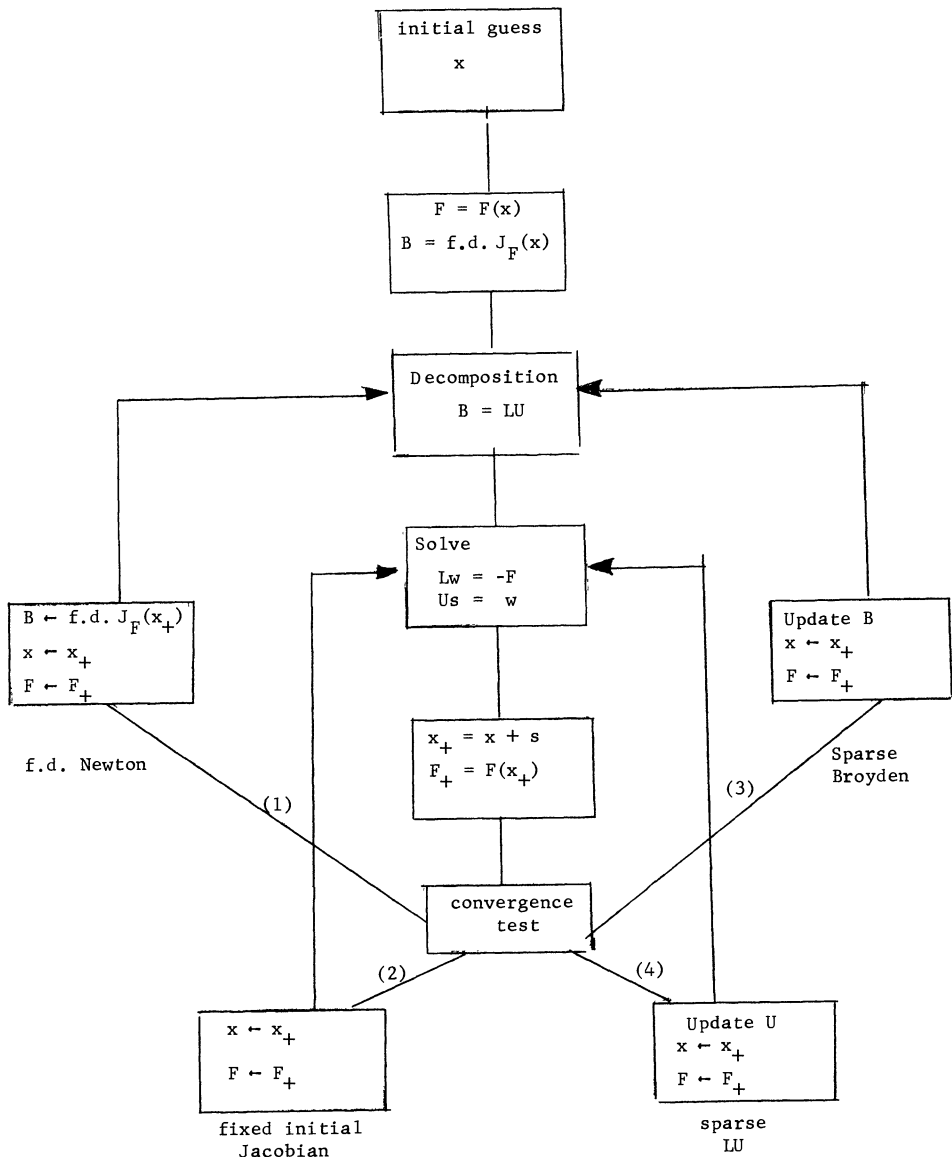 initial guess
x
F = F(x)
B = f.d. J_F(x)
Decomposition
B = LU
Solve
Lw = -F
Us = w
B ← f.d. J_F(x_+)
x ← x_+
F ← F_+
f.d. Newton
Update B
x ← x_+
F ← F_+
Sparse
Broyden
x_+ = x + s
F_+ = F(x_+)
(1)
(3)
convergence
test
(2)
(4)
x ← x_+
F ← F_+
fixed initial
Jacobian
Update U
x ← x_+
F ← F_+
sparse
LU